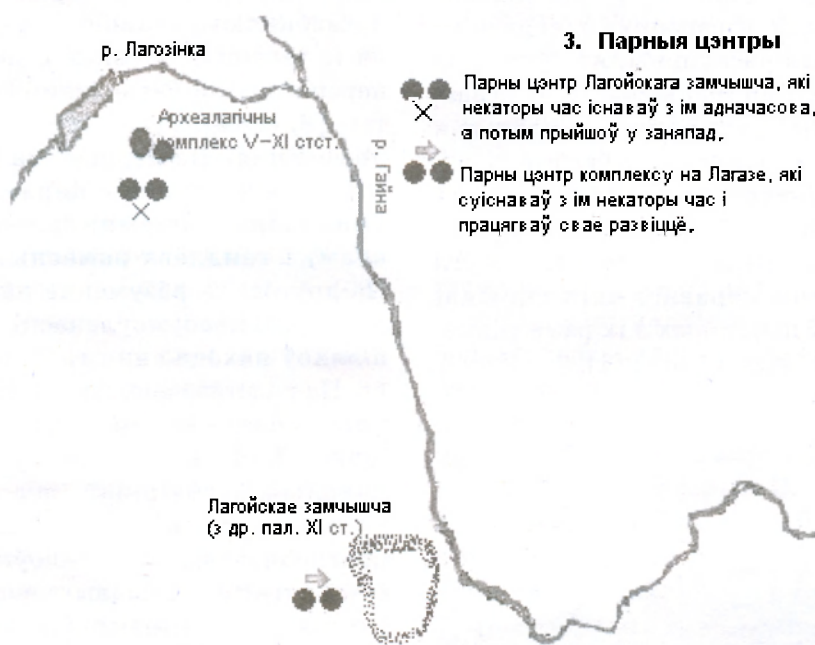 р. Лагозінка
3. Парныя цэнтры
Парны цэнтр Лагойскага замчышча, які
некаторы час існаваў з ім адначасова,
а потым прыйшоў у заняпад.
Парны цэнтр комплексу на Лагазе, які
суіснаваў з ім некаторы час і
працягваў свае развіццё.
Археалагічны
комплекс V-XI стст.
р. Гайна
Лагойскае замчышча
(з др. пал. XI ст.)